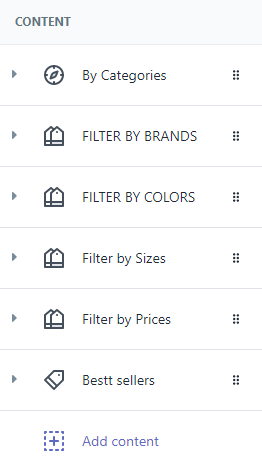 CONTENT
By Categories
FILTER BY BRANDS
FILTER BY COLORS
Filter by Sizes
Filter by Prices
Bestt sellers
Add content